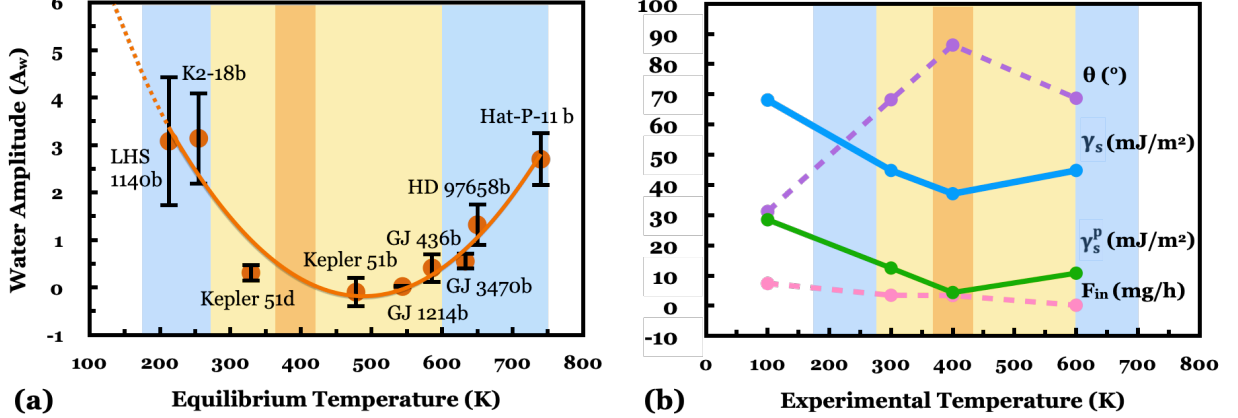 6
5
4
3
2
1
0
-1
Water Amplitude (Aw)
K2-18b
LHS
1140b
Hat-P-11 b
HD 97658b
GJ 436b
Kepler 51b
Kepler 51d
GJ 3470b
GJ 1214b
100 200 300 400 500 600 700 800
(a)
Equilibrium Temperature (K)
100
90
80
70
60
50
40
30
20
10
0
-10
θ (°)
γs (mJ/m²)
γsᵖ (mJ/m²)
Fin (mg/h)
0 100 200 300 400 500 600 700 800
(b)
Experimental Temperature (K)